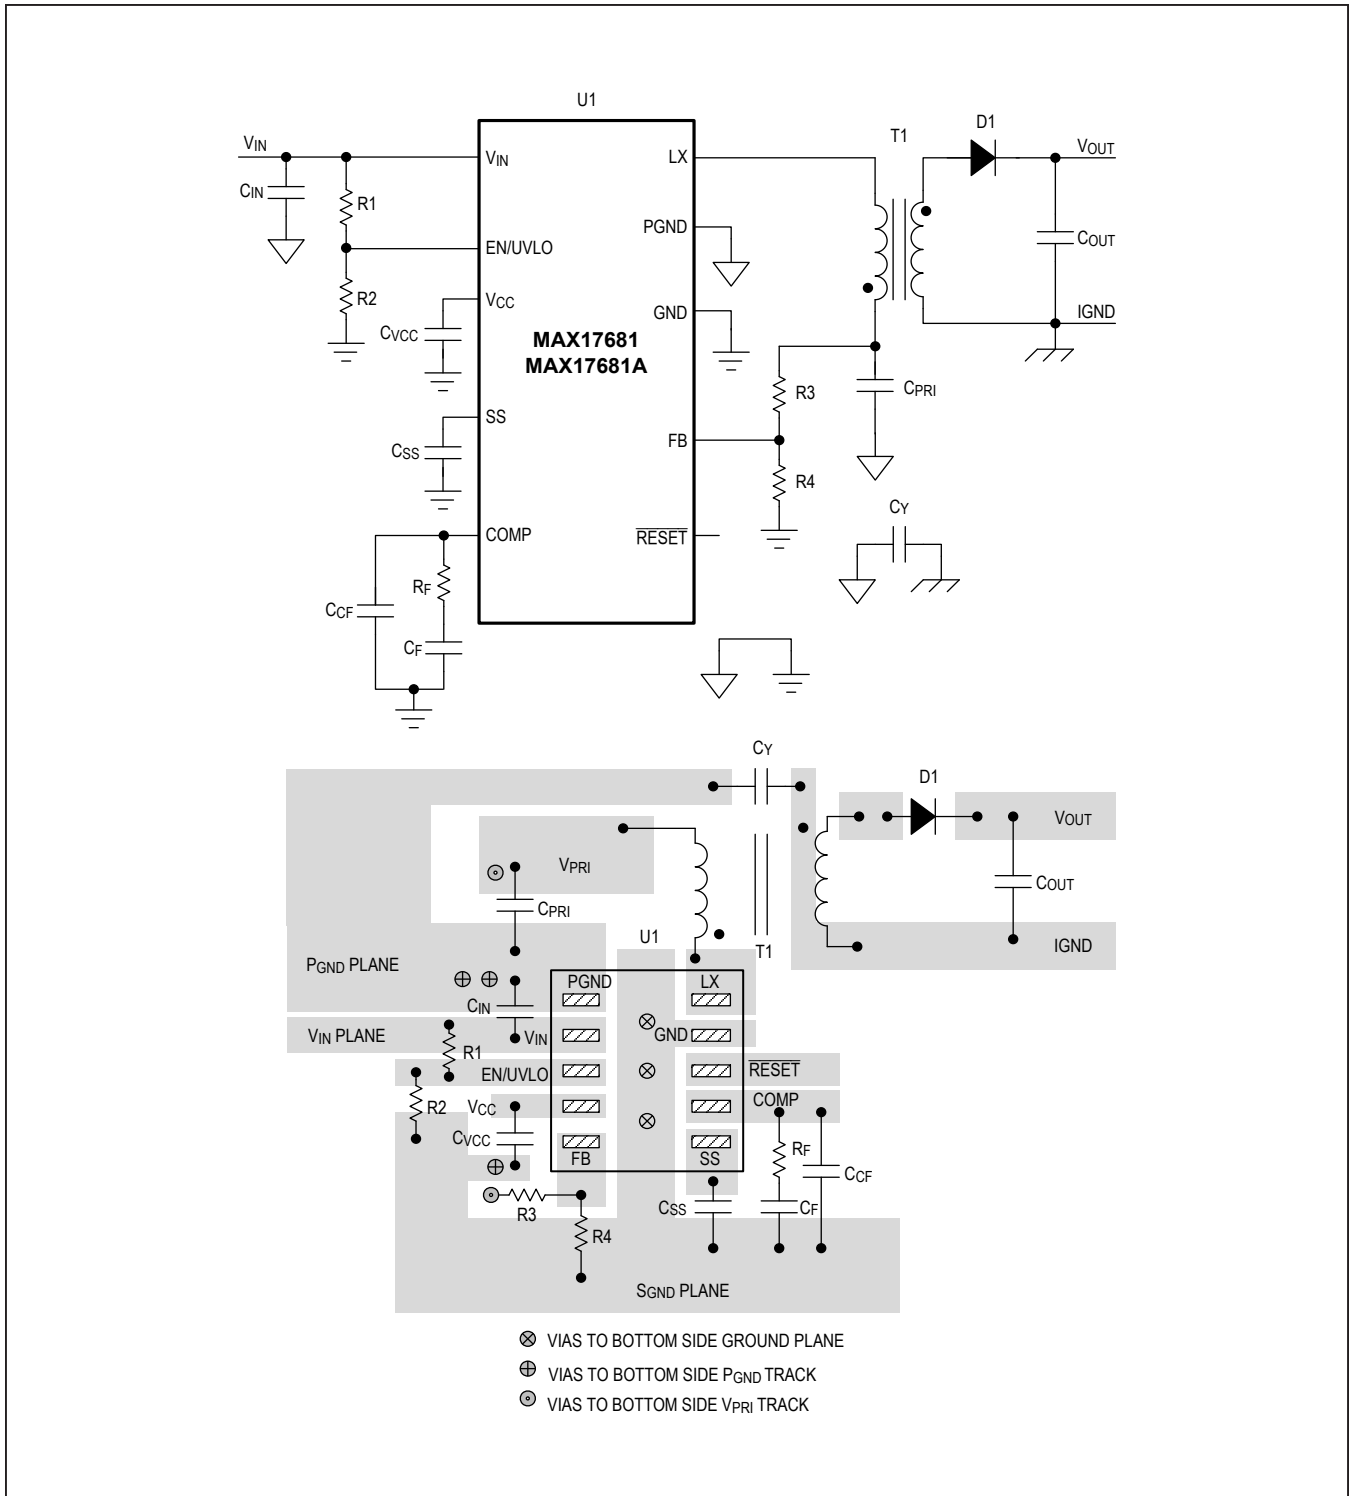 U1
T1
D1
VIN
VIN
LX
VOUT
CIN
R1
PGND
COUT
EN/UVLO
R2
VCC
GND
IGND
CVCC
MAX17681
MAX17681A
R3
CPRI
SS
FB
CSS
R4
CY
COMP
RESET
RF
CCF
CF
CY
D1
VOUT
VPRI
COUT
CPRI
U1
T1
IGND
PGND PLANE
PGND
LX
CIN
VIN PLANE
VIN
GND
R1
EN/UVLO
RESET
R2
VCC
COMP
CVCC
RF
FB
SS
CCF
R3
CSS
CF
R4
SGND PLANE
VIAS TO BOTTOM SIDE GROUND PLANE
VIAS TO BOTTOM SIDE PGND TRACK
VIAS TO BOTTOM SIDE VPRI TRACK